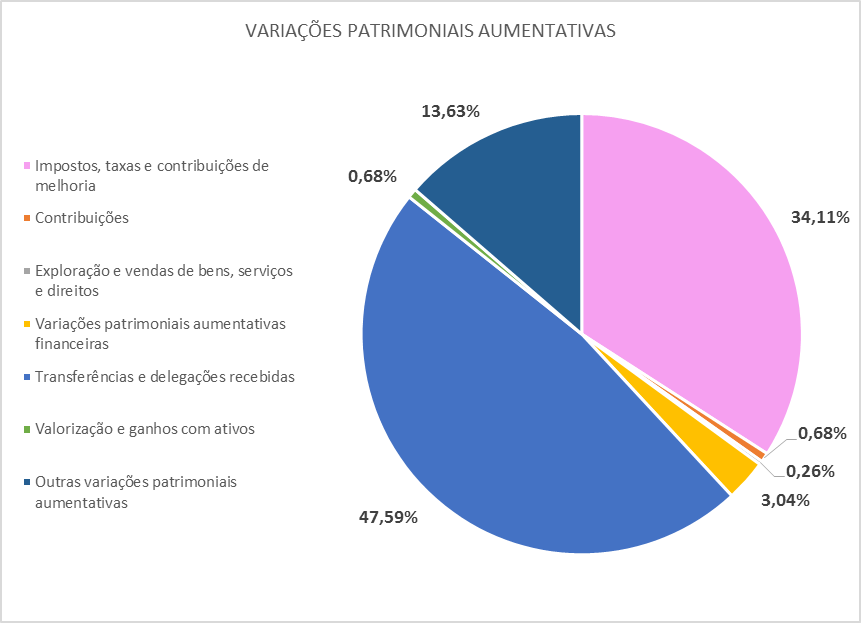 VARIAÇÕES PATRIMONIAIS AUMENTATIVAS
Impostos, taxas e contribuições de
melhoria
Contribuições
Exploração e vendas de bens, serviços
e direitos
Variações patrimoniais aumentativas
financeiras
Transferências e delegações recebidas
Valorização e ganhos com ativos
Outras variações patrimoniais
aumentativas
13,63%
0,68%
34,11%
0,68%
0,26%
3,04%
47,59%